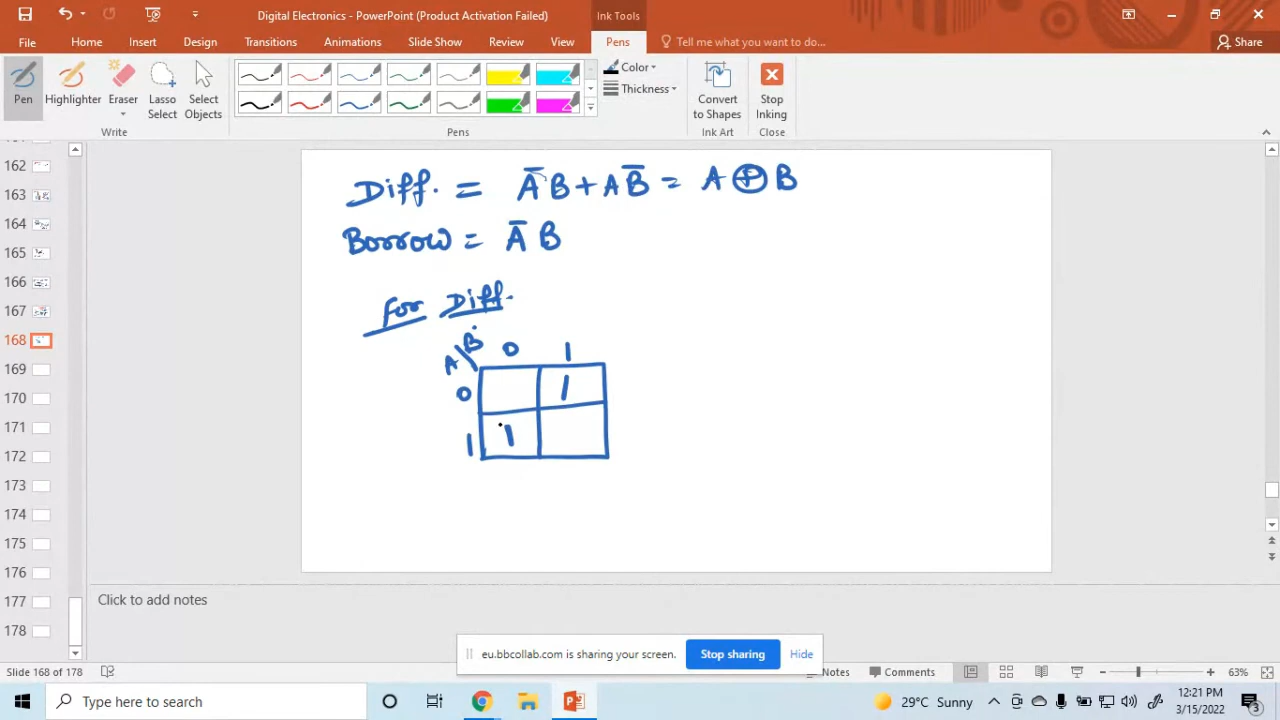 Digital Electronics - PowerPoint (Product Activation Failed)
Ink Tools
File Home Insert Design Transitions Animations Slide Show Review View Pens Tell me what you want to do... Share
Pen Highlighter Eraser Lasso Select Select Objects
Color
Thickness
Convert to Shapes
Stop Inking
Write Pens Ink Art Close
162
163
164
165
166
167
168
169
170
171
172
173
174
175
176
177
178
Diff. = A̅B + AB̅ = A ⊕ B
Borrow = A̅ B
For Diff.
A\B 0 1
0 1
1 1
Click to add notes
eu.bbcollab.com is sharing your screen. Stop sharing Hide
Slide 168 of 178 Notes Comments 63%
Type here to search
29°C Sunny
12:21 PM
3/15/2022
3